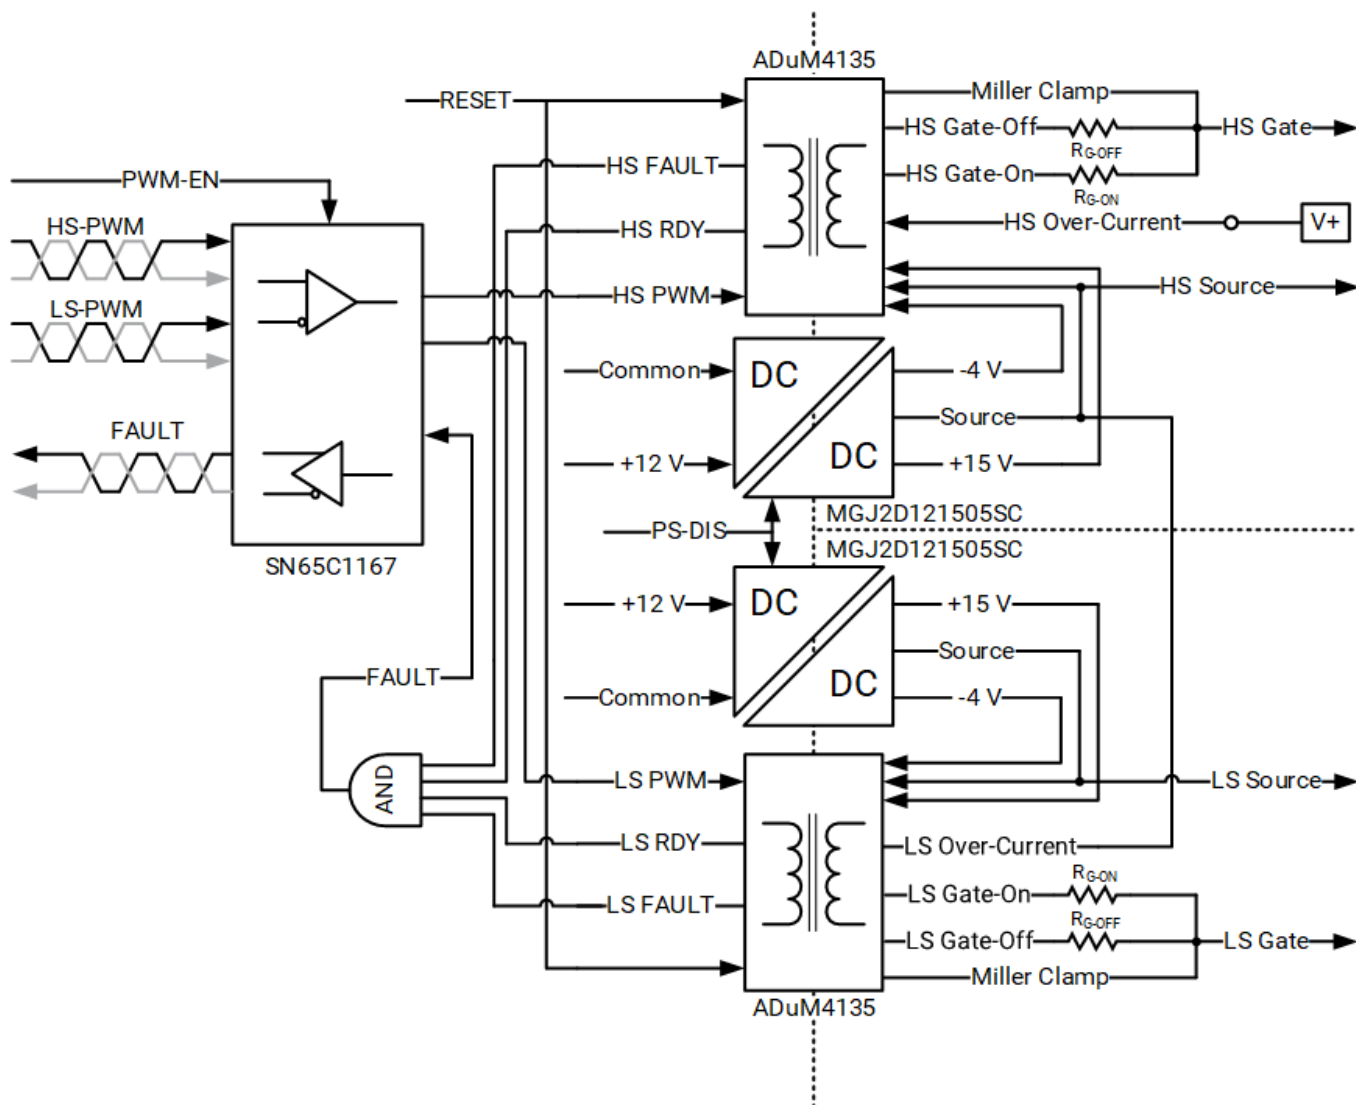 ADuM4135
RESET
Miller Clamp
HS Gate-Off
RG-OFF
HS Gate
HS FAULT
HS Gate-On
RG-ON
PWM-EN
HS-PWM
HS RDY
HS Over-Current
V+
HS PWM
HS Source
LS-PWM
Common
DC
-4 V
Source
FAULT
+12 V
DC
+15 V
MGJ2D121505SC
PS-DIS
MGJ2D121505SC
SN65C1167
+12 V
DC
+15 V
Source
FAULT
Common
DC
-4 V
AND
LS PWM
LS Source
LS RDY
LS Over-Current
RG-ON
LS Gate-On
LS FAULT
RG-OFF
LS Gate-Off
LS Gate
Miller Clamp
ADuM4135